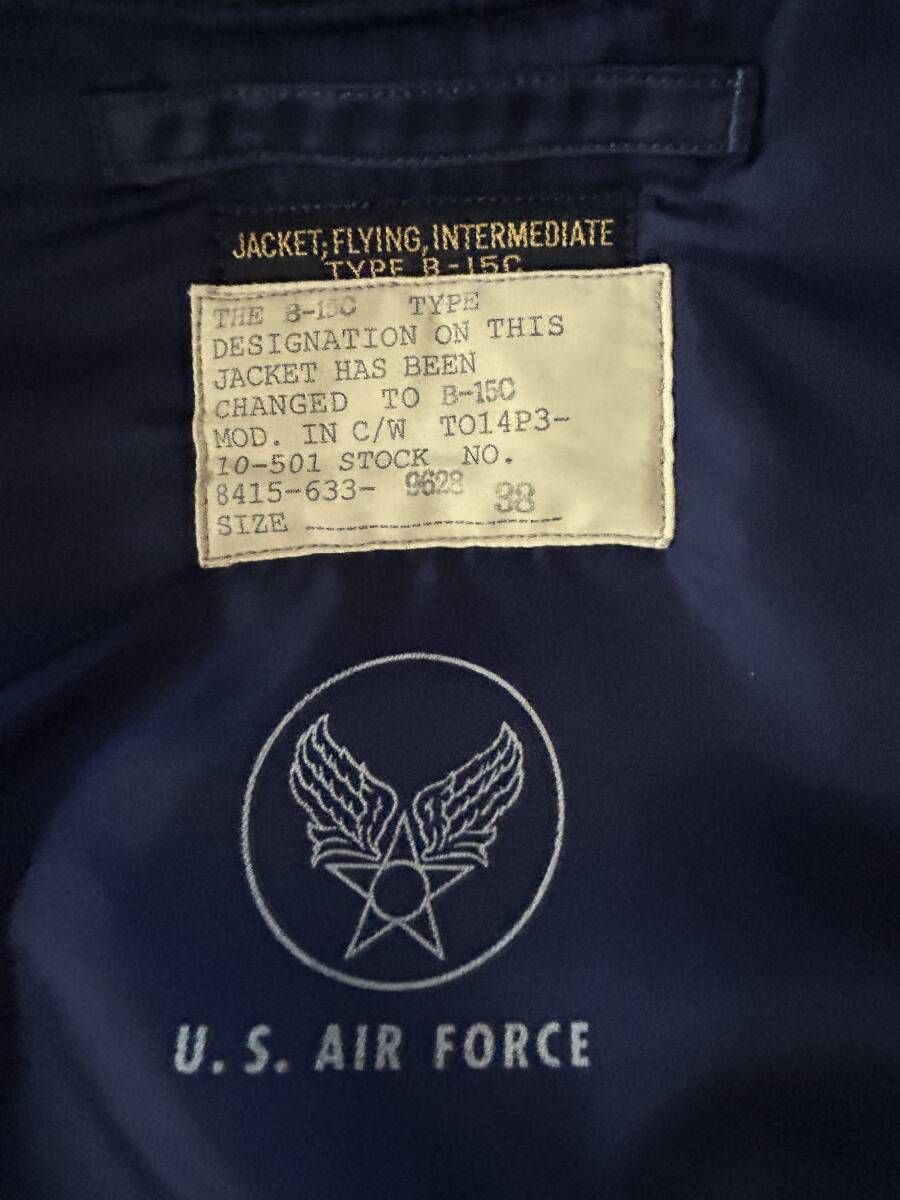 JACKET, FLYING, INTERMEDIATE
TYPE B-15C
THE B-15C TYPE
DESIGNATION ON THIS
JACKET HAS BEEN
CHANGED TO B-15C
MOD. IN C/W TO14P3-
10-501 STOCK NO.
8415-633- 9628
SIZE 38
U.S. AIR FORCE